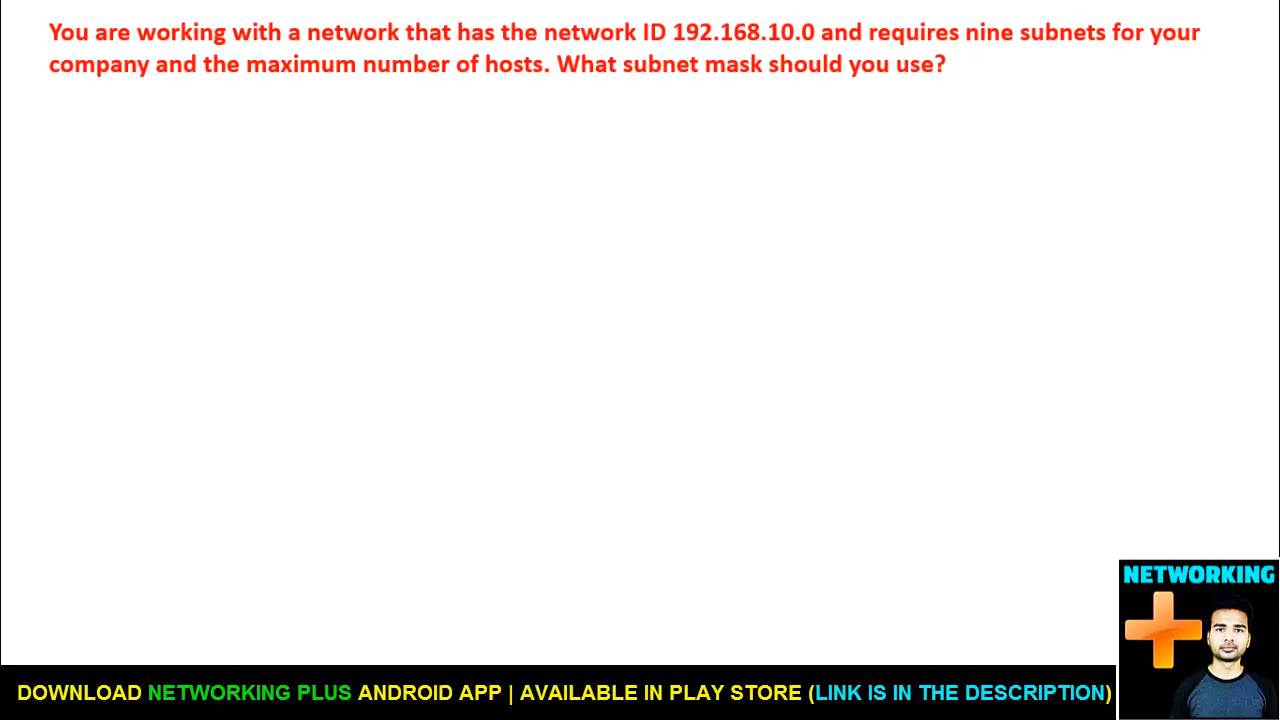 You are working with a network that has the network ID 192.168.10.0 and requires nine subnets for your
company and the maximum number of hosts. What subnet mask should you use?
NETWORKING
DOWNLOAD NETWORKING PLUS ANDROID APP | AVAILABLE IN PLAY STORE (LINK IS IN THE DESCRIPTION)